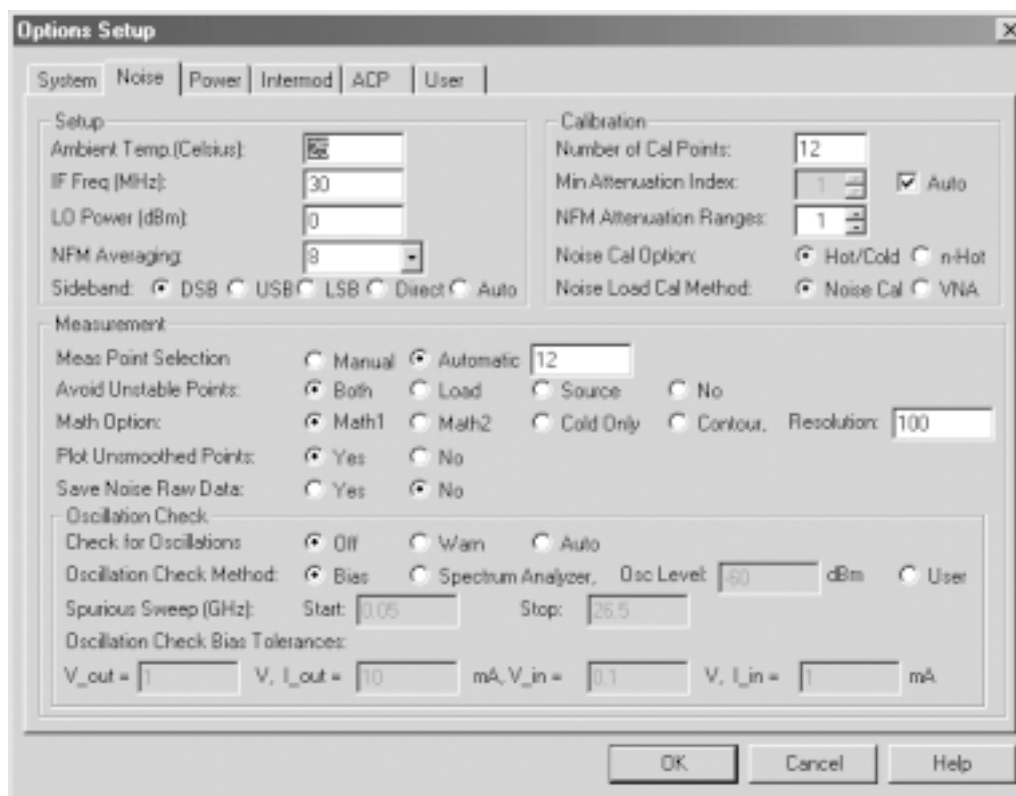 Options Setup
System Noise Power Intermod ACP User
Setup
Ambient Temp.(Celsius):
IF Freq (MHz): 30
LO Power (dBm): 0
NFM Averaging: 8
Sideband: DSB USB LSB Direct Auto
Calibration
Number of Cal Points: 12
Min Attenuation Index: 1 Auto
NFM Attenuation Ranges: 1
Noise Cal Option: Hot/Cold n-Hot
Noise Load Cal Method: Noise Cal VNA
Measurement
Meas Point Selection Manual Automatic 12
Avoid Unstable Points: Both Load Source No
Math Option: Math1 Math2 Cold Only Contour, Resolution: 100
Plot Unsmoothed Points: Yes No
Save Noise Raw Data: Yes No
Oscillation Check
Check for Oscillations Off Warn Auto
Oscillation Check Method: Bias Spectrum Analyzer, Osc Level: -60 dBm User
Spurious Sweep (GHz): Start: 0.05 Stop: 26.5
Oscillation Check Bias Tolerances:
V_out = 1 V, I_out = 10 mA, V_in = 0.1 V, I_in = 1 mA
OK Cancel Help